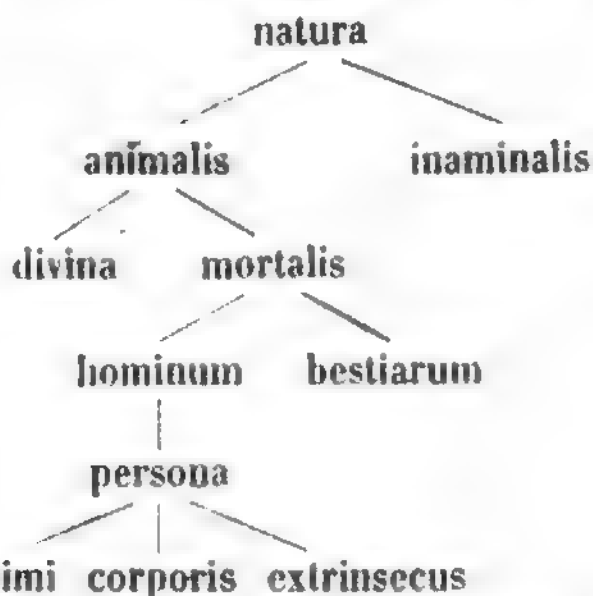 natura
animalis inaminalis
divina mortalis
hominum bestiarum
persona
imi corporis extrinsecus